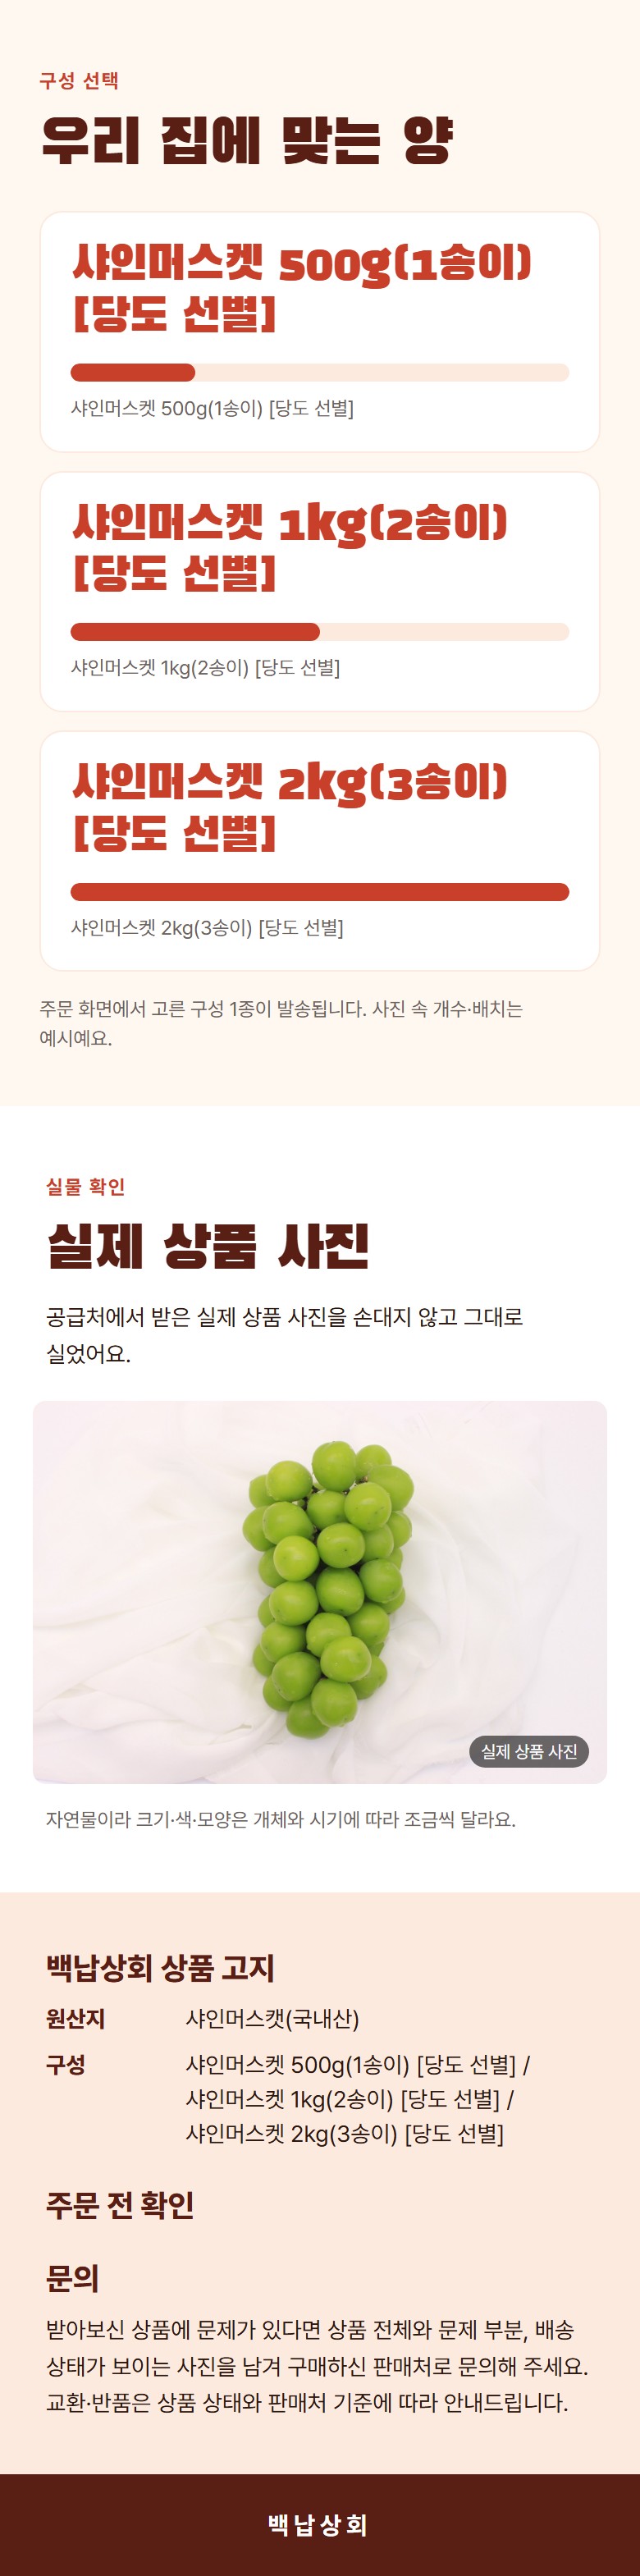 구성 선택
우리 집에 맞는 양
샤인머스켓 500g(1송이)
[당도 선별]
샤인머스켓 500g(1송이) [당도 선별]
샤인머스켓 1kg(2송이)
[당도 선별]
샤인머스켓 1kg(2송이) [당도 선별]
샤인머스켓 2kg(3송이)
[당도 선별]
샤인머스켓 2kg(3송이) [당도 선별]
주문 화면에서 고른 구성 1종이 발송됩니다. 사진 속 개수·배치는
예시예요.
실물 확인
실제 상품 사진
공급처에서 받은 실제 상품 사진을 손대지 않고 그대로
실었어요.
실제 상품 사진
자연물이라 크기·색·모양은 개체와 시기에 따라 조금씩 달라요.
백납상회 상품 고지
원산지 샤인머스캣(국내산)
구성 샤인머스켓 500g(1송이) [당도 선별] /
샤인머스켓 1kg(2송이) [당도 선별] /
샤인머스켓 2kg(3송이) [당도 선별]
주문 전 확인
문의
받아보신 상품에 문제가 있다면 상품 전체와 문제 부분, 배송
상태가 보이는 사진을 남겨 구매하신 판매처로 문의해 주세요.
교환·반품은 상품 상태와 판매처 기준에 따라 안내드립니다.
백납상회